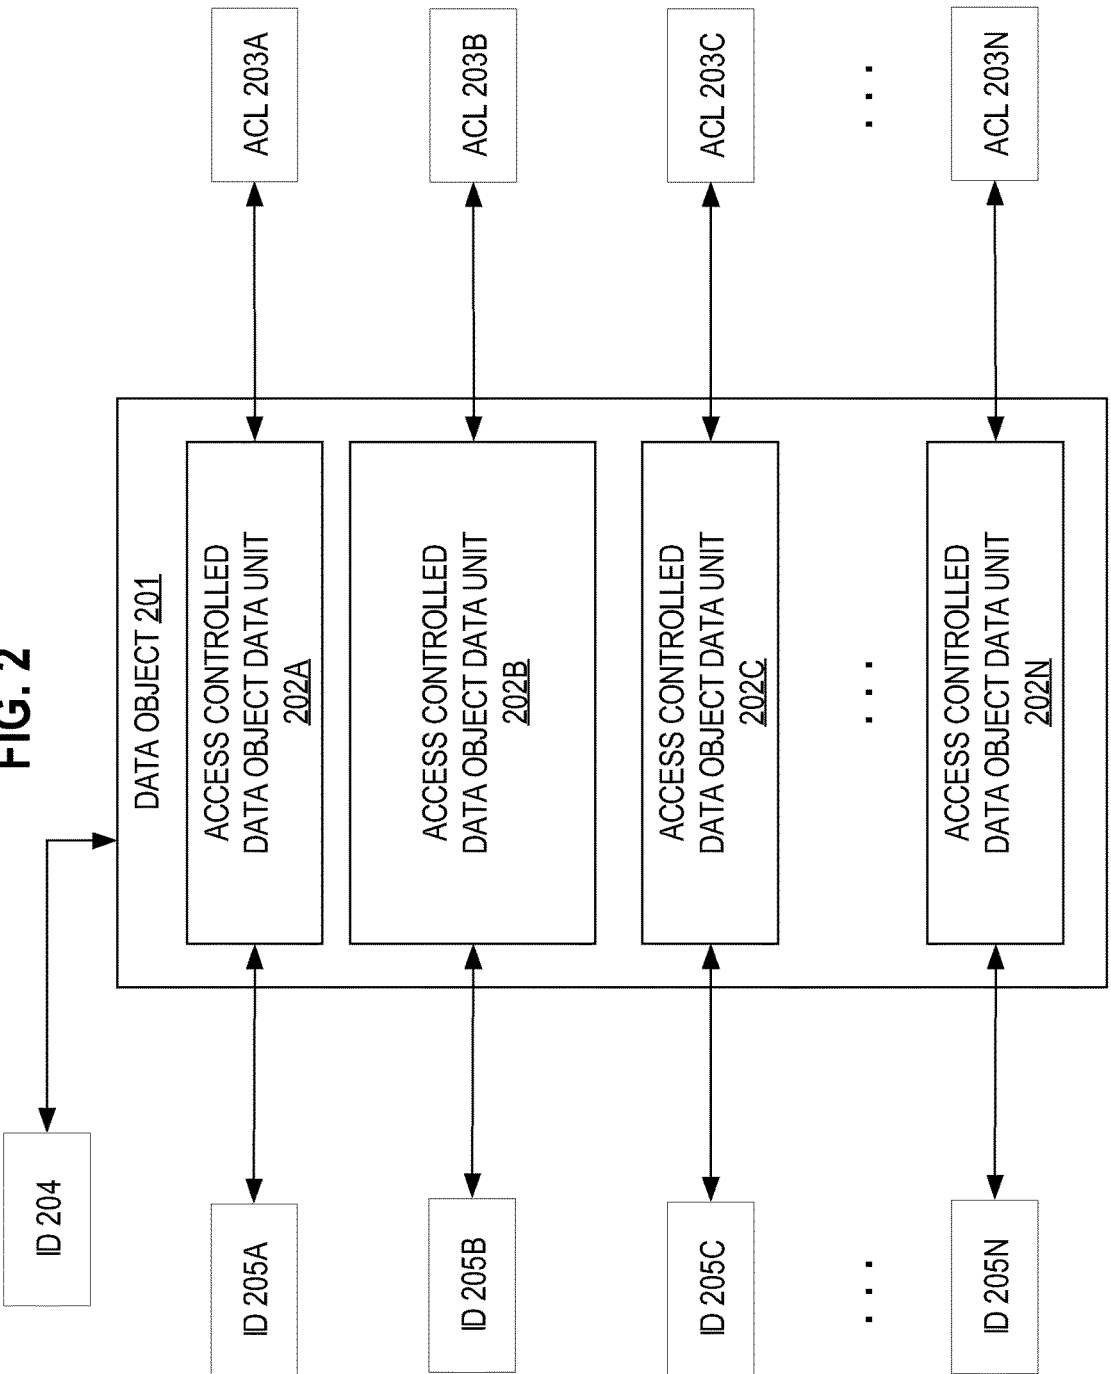 FIG. 2
ID 204
DATA OBJECT 201
ID 205A
ACCESS CONTROLLED
DATA OBJECT DATA UNIT
202A
ACL 203A
ID 205B
ACCESS CONTROLLED
DATA OBJECT DATA UNIT
202B
ACL 203B
ID 205C
ACCESS CONTROLLED
DATA OBJECT DATA UNIT
202C
ACL 203C
. . .
. . .
. . .
ID 205N
ACCESS CONTROLLED
DATA OBJECT DATA UNIT
202N
ACL 203N